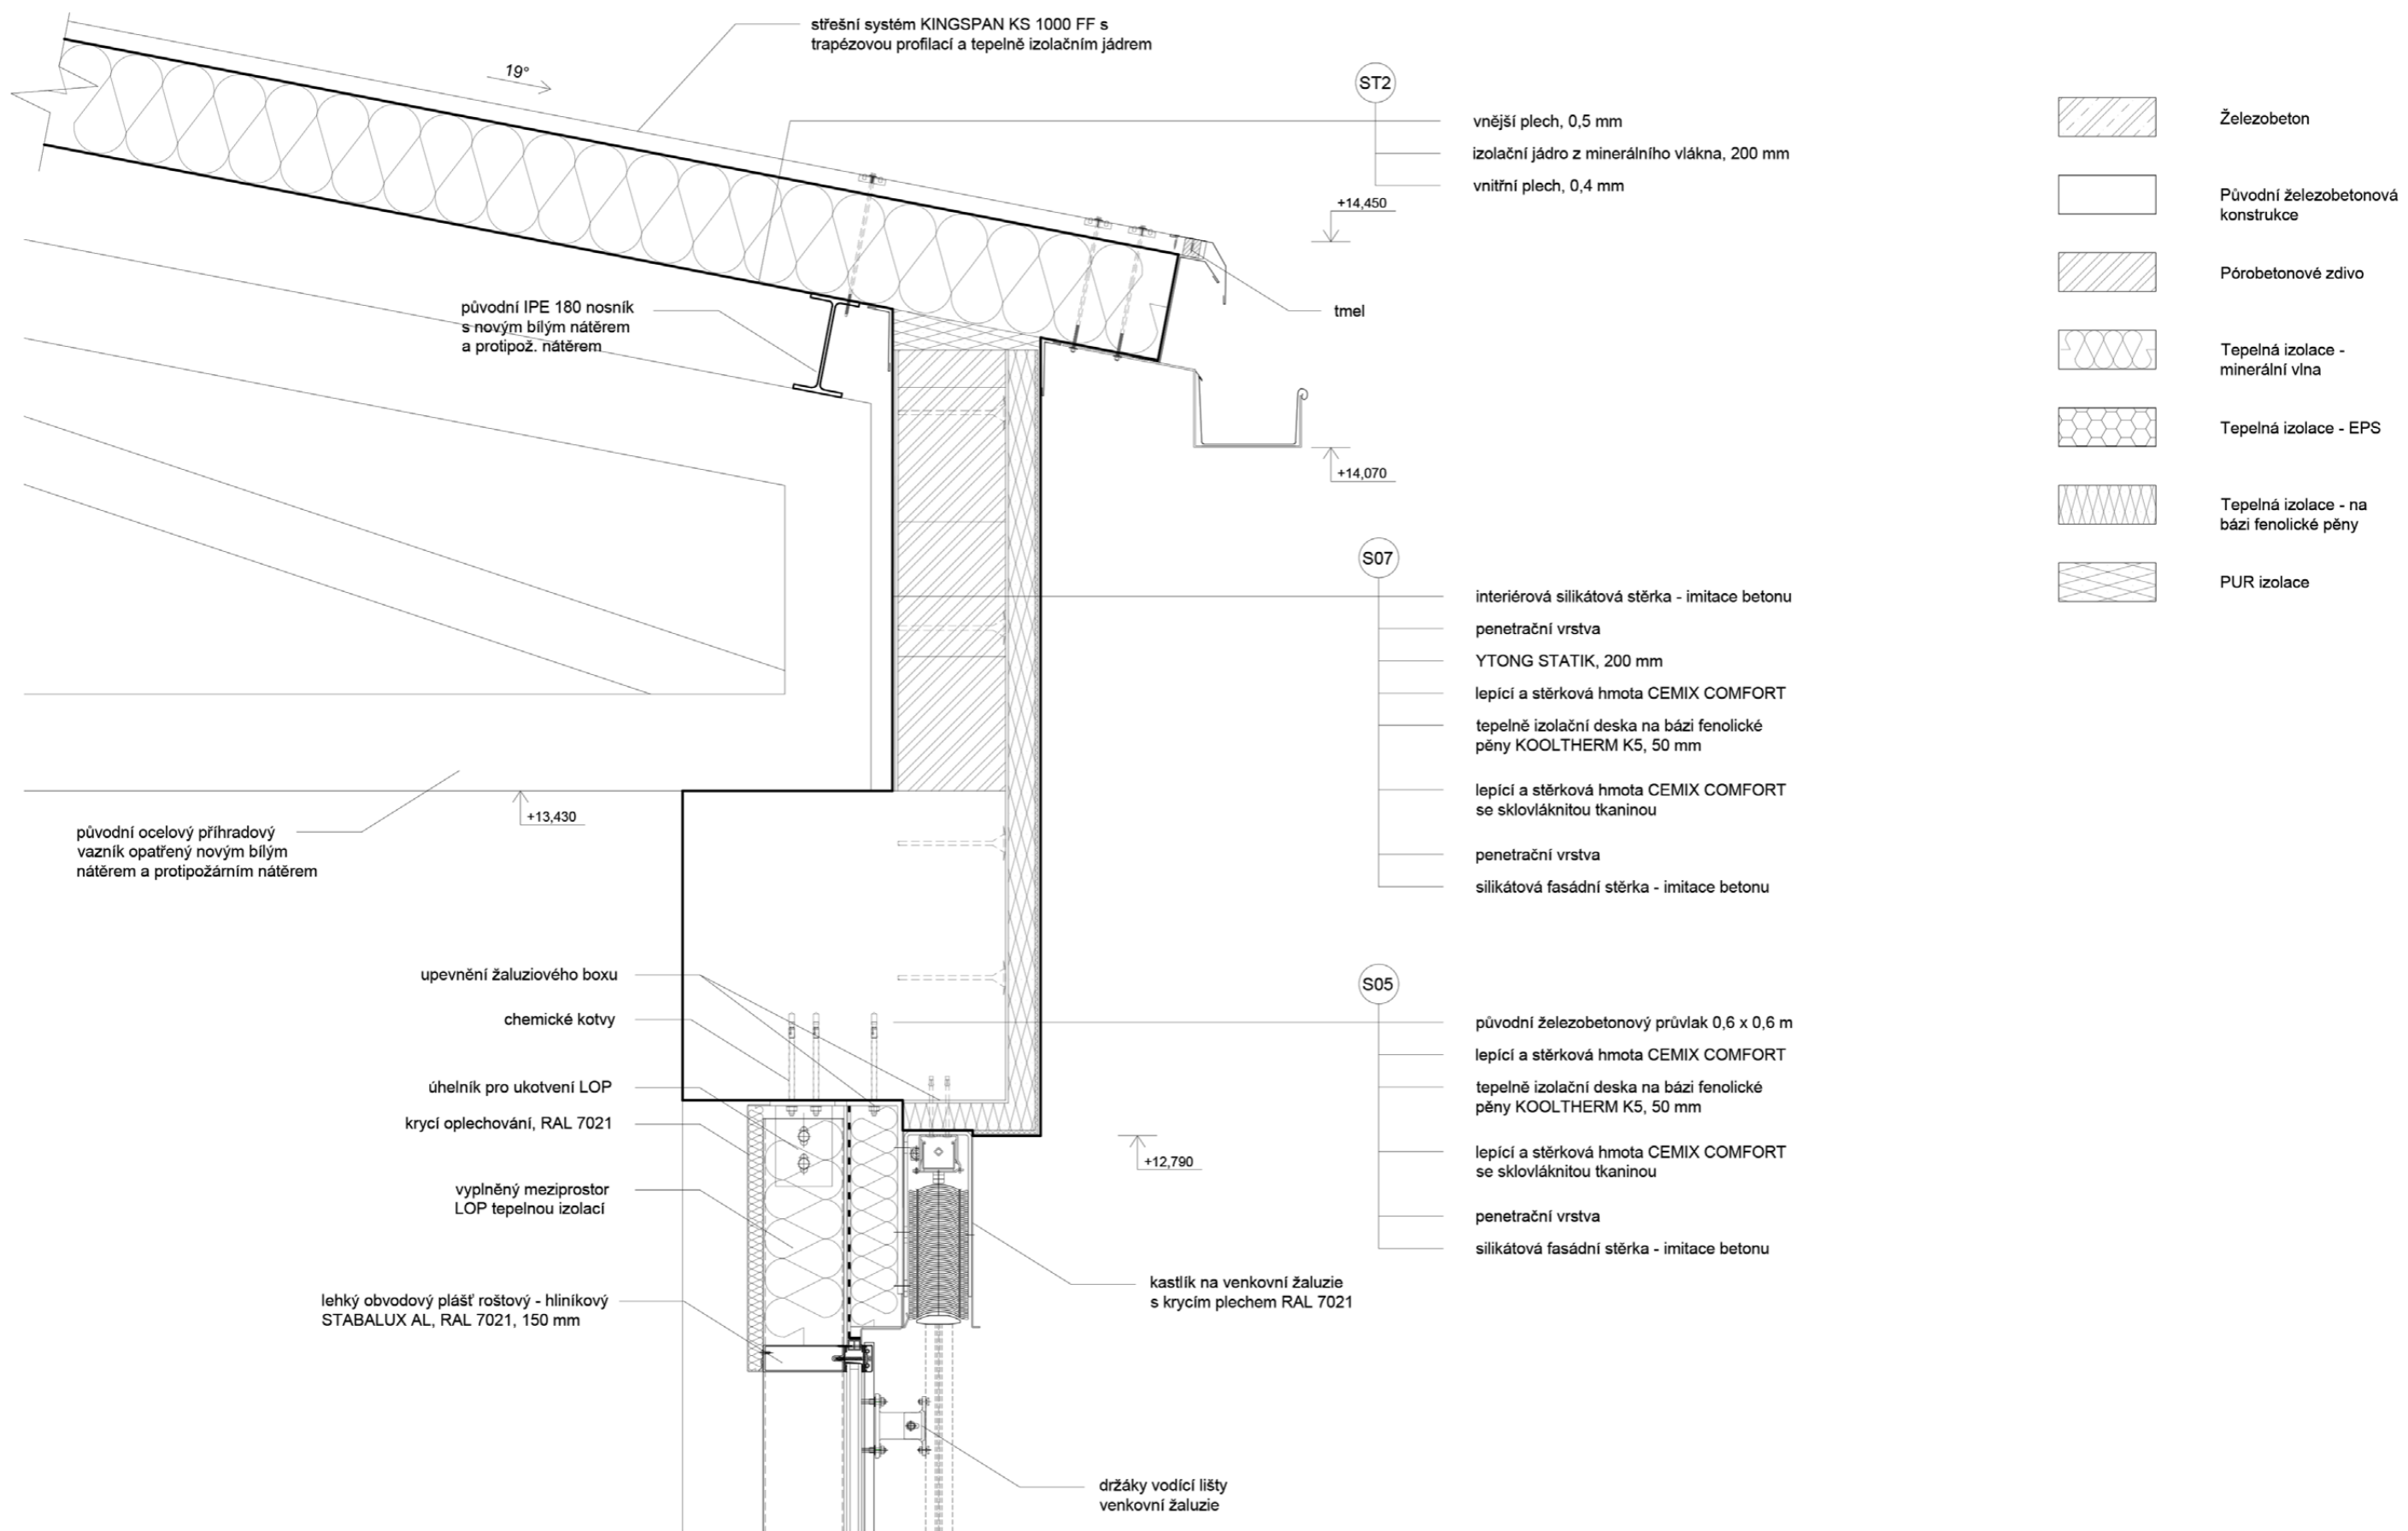 střešní systém KINGSPAN KS 1000 FF s
trapézovou profilací a tepelně izolačním jádrem
19°
ST2
vnější plech, 0,5 mm
izolační jádro z minerálního vlákna, 200 mm
vnitřní plech, 0,4 mm
+14,450
původní IPE 180 nosník
s novým bílým nátěrem
a protipož. nátěrem
tmel
+14,070
S07
interiérová silikátová stěrka - imitace betonu
penetrační vrstva
YTONG STATIK, 200 mm
lepící a stěrková hmota CEMIX COMFORT
tepelně izolační deska na bázi fenolické
pěny KOOLTHERM K5, 50 mm
lepící a stěrková hmota CEMIX COMFORT
se sklovláknitou tkaninou
penetrační vrstva
silikátová fasádní stěrka - imitace betonu
+13,430
původní ocelový příhradový
vazník opatřený novým bílým
nátěrem a protipožárním nátěrem
S05
původní železobetonový průvlak 0,6 x 0,6 m
lepící a stěrková hmota CEMIX COMFORT
tepelně izolační deska na bázi fenolické
pěny KOOLTHERM K5, 50 mm
lepící a stěrková hmota CEMIX COMFORT
se sklovláknitou tkaninou
penetrační vrstva
silikátová fasádní stěrka - imitace betonu
upevnění žaluziového boxu
chemické kotvy
úhelník pro ukotvení LOP
krycí oplechování, RAL 7021
+12,790
vyplněný meziprostor
LOP tepelnou izolací
lehký obvodový plášť roštový - hliníkový
STABALUX AL, RAL 7021, 150 mm
kastlík na venkovní žaluzie
s krycím plechem RAL 7021
držáky vodící lišty
venkovní žaluzie
Železobeton
Původní železobetonová
konstrukce
Pórobetonové zdivo
Tepelná izolace -
minerální vlna
Tepelná izolace - EPS
Tepelná izolace - na
bázi fenolické pěny
PUR izolace